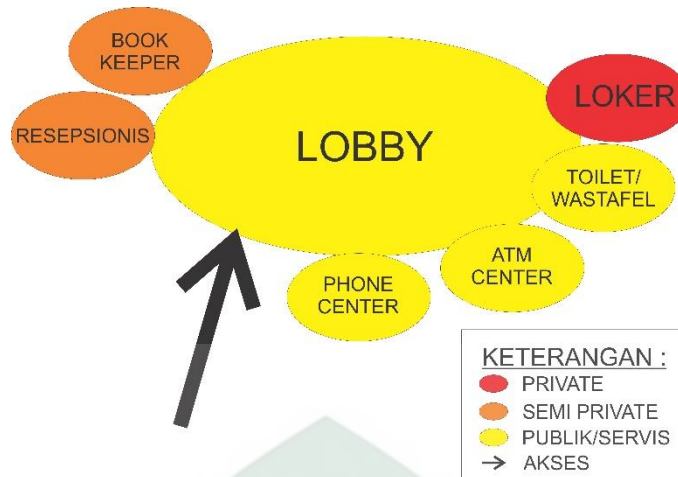 BOOK
KEEPER
RESEPSIONIS
LOBBY
LOKER
TOILET/
WASTAFEL
ATM
CENTER
PHONE
CENTER
KETERANGAN :
PRIVATE
SEMI PRIVATE
PUBLIK/SERVIS
AKSES